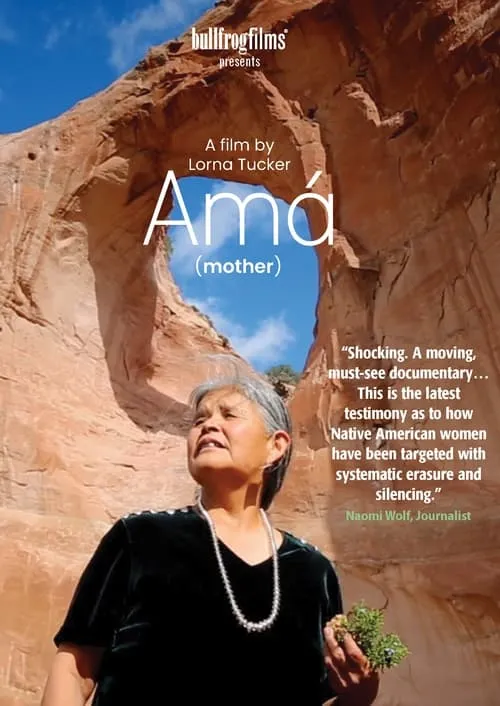 bullfrogfilms®
presents
A film by
Lorna Tucker
Amá
(mother)
“Shocking. A moving,
must-see documentary…
This is the latest
testimony as to how
Native American women
have been targeted with
systematic erasure and
silencing.”
Naomi Wolf, Journalist